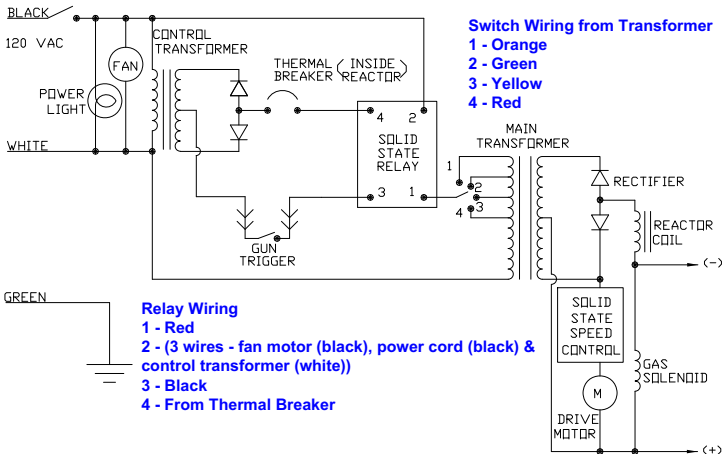 BLACK
120 VAC
FAN
POWER
LIGHT
WHITE
CONTROL
TRANSFORMER
THERMAL
BREAKER
(INSIDE
REACTOR)
4
2
SOLID
STATE
RELAY
3
1
GUN
TRIGGER
Switch Wiring from Transformer
1 - Orange
2 - Green
3 - Yellow
4 - Red
MAIN
TRANSFORMER
1
2
3
4
RECTIFIER
REACTOR
COIL
(-)
SOLID
STATE
SPEED
CONTROL
GAS
SOLENOID
M
DRIVE
MOTOR
(+)
GREEN
Relay Wiring
1 - Red
2 - (3 wires - fan motor (black), power cord (black) &
control transformer (white))
3 - Black
4 - From Thermal Breaker